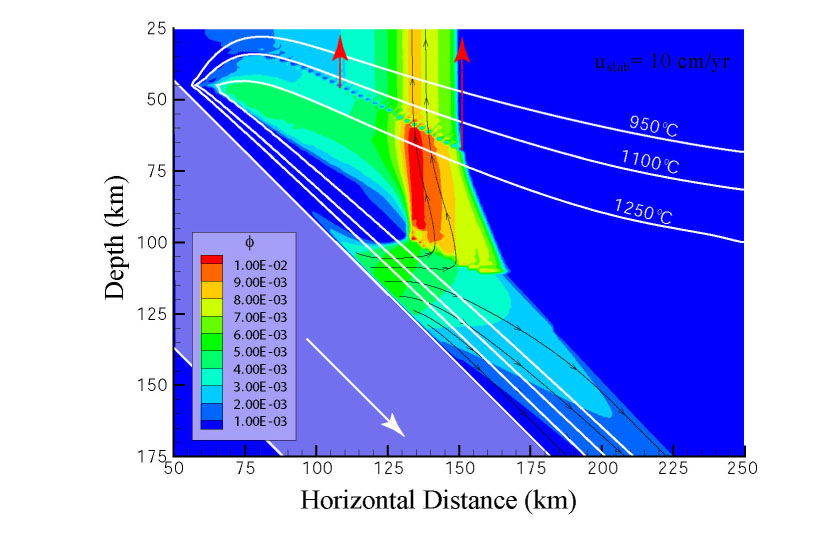 25
50
75
100
125
150
175
Depth (km)
u_slab= 10 cm/yr
950°C
1100°C
1250°C
ϕ
1.00E-02
9.00E-03
8.00E-03
7.00E-03
6.00E-03
5.00E-03
4.00E-03
3.00E-03
2.00E-03
1.00E-03
50 75 100 125 150 175 200 225 250
Horizontal Distance (km)